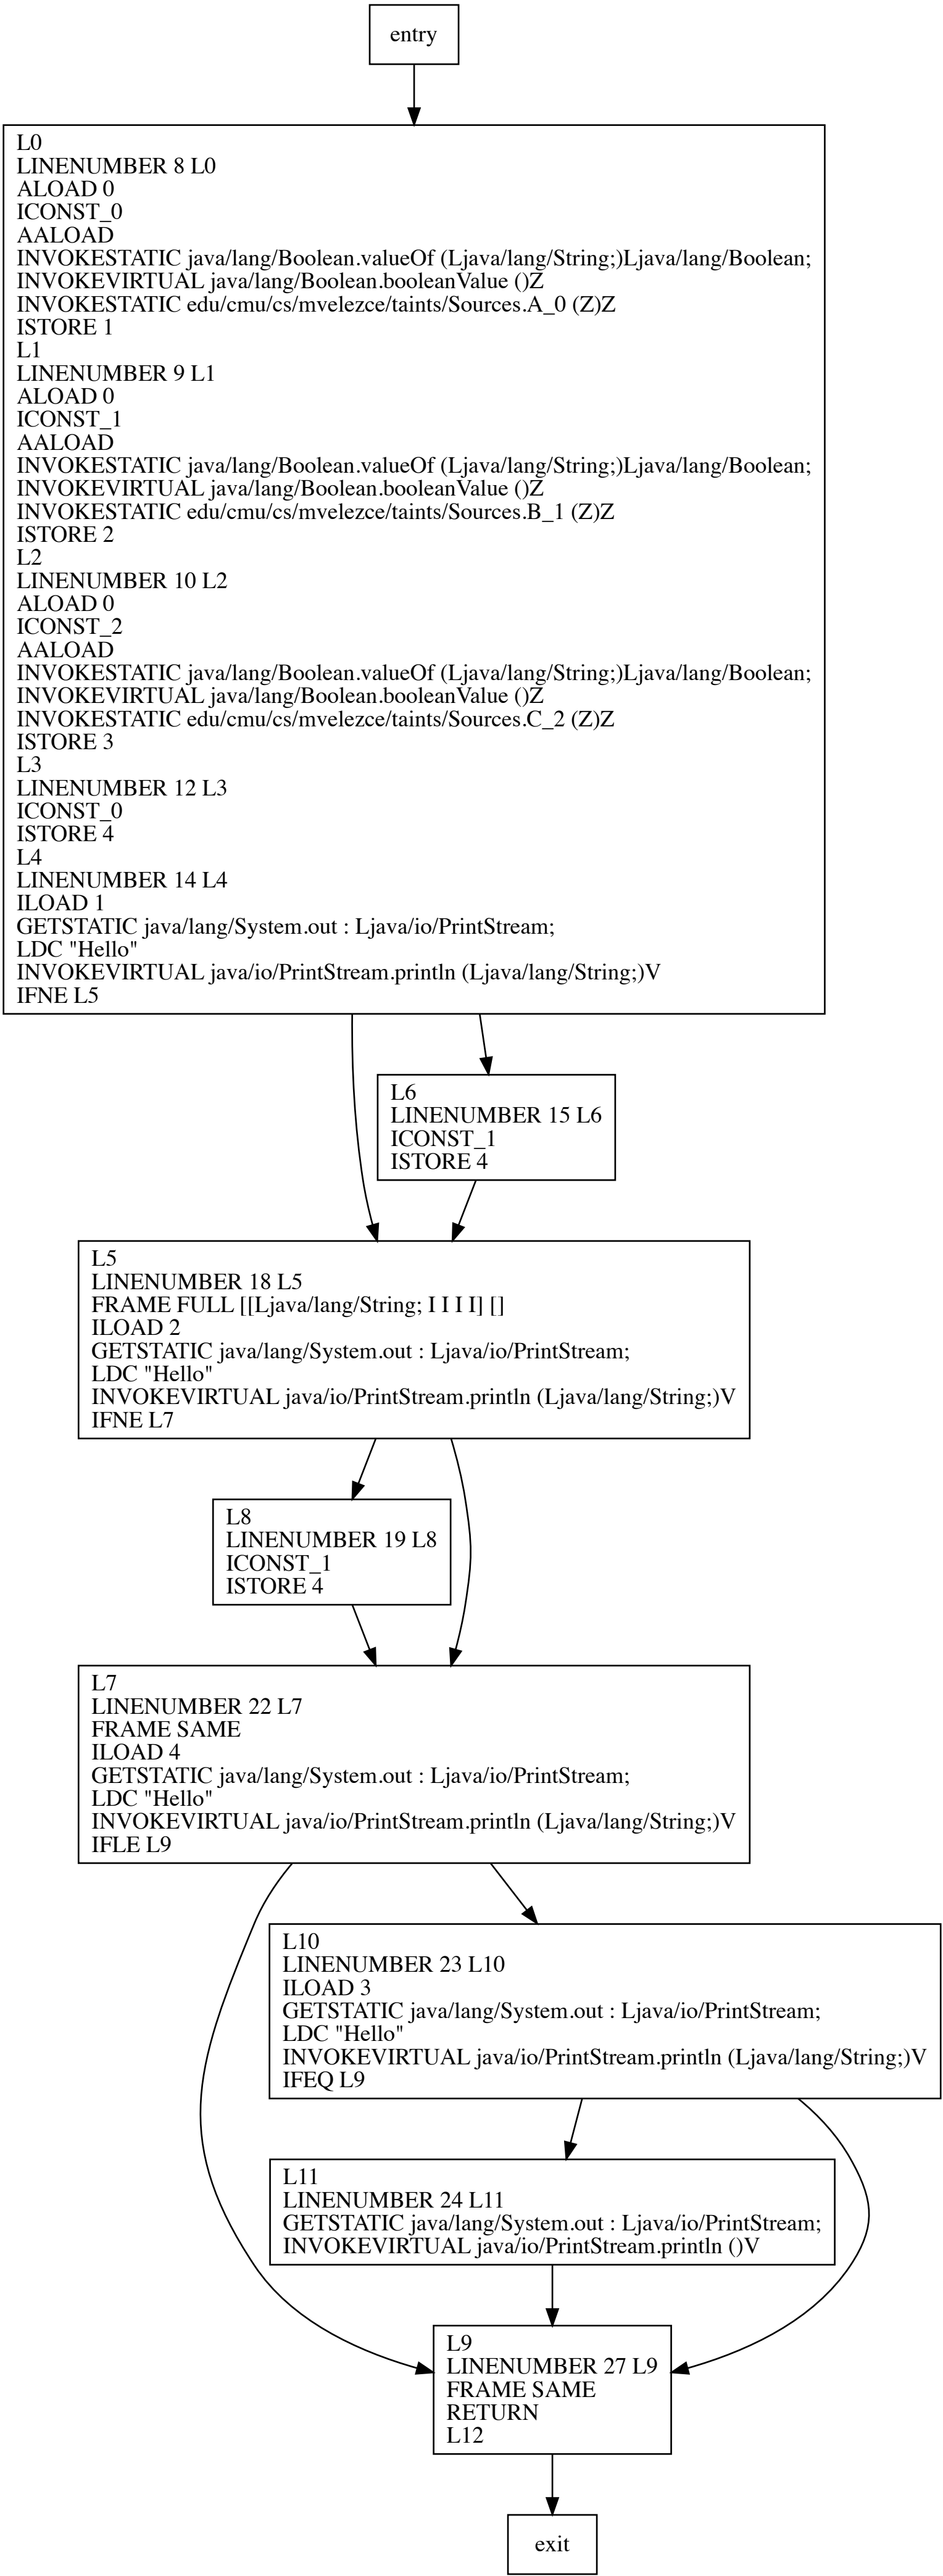 entry
L0
LINENUMBER 8 L0
ALOAD 0
ICONST_0
AALOAD
INVOKESTATIC java/lang/Boolean.valueOf (Ljava/lang/String;)Ljava/lang/Boolean;
INVOKEVIRTUAL java/lang/Boolean.booleanValue ()Z
INVOKESTATIC edu/cmu/cs/mvelezce/taints/Sources.A_0 (Z)Z
ISTORE 1
L1
LINENUMBER 9 L1
ALOAD 0
ICONST_1
AALOAD
INVOKESTATIC java/lang/Boolean.valueOf (Ljava/lang/String;)Ljava/lang/Boolean;
INVOKEVIRTUAL java/lang/Boolean.booleanValue ()Z
INVOKESTATIC edu/cmu/cs/mvelezce/taints/Sources.B_1 (Z)Z
ISTORE 2
L2
LINENUMBER 10 L2
ALOAD 0
ICONST_2
AALOAD
INVOKESTATIC java/lang/Boolean.valueOf (Ljava/lang/String;)Ljava/lang/Boolean;
INVOKEVIRTUAL java/lang/Boolean.booleanValue ()Z
INVOKESTATIC edu/cmu/cs/mvelezce/taints/Sources.C_2 (Z)Z
ISTORE 3
L3
LINENUMBER 12 L3
ICONST_0
ISTORE 4
L4
LINENUMBER 14 L4
ILOAD 1
GETSTATIC java/lang/System.out : Ljava/io/PrintStream;
LDC "Hello"
INVOKEVIRTUAL java/io/PrintStream.println (Ljava/lang/String;)V
IFNE L5
L6
LINENUMBER 15 L6
ICONST_1
ISTORE 4
L5
LINENUMBER 18 L5
FRAME FULL [[Ljava/lang/String; I I I I] []
ILOAD 2
GETSTATIC java/lang/System.out : Ljava/io/PrintStream;
LDC "Hello"
INVOKEVIRTUAL java/io/PrintStream.println (Ljava/lang/String;)V
IFNE L7
L8
LINENUMBER 19 L8
ICONST_1
ISTORE 4
L7
LINENUMBER 22 L7
FRAME SAME
ILOAD 4
GETSTATIC java/lang/System.out : Ljava/io/PrintStream;
LDC "Hello"
INVOKEVIRTUAL java/io/PrintStream.println (Ljava/lang/String;)V
IFLE L9
L10
LINENUMBER 23 L10
ILOAD 3
GETSTATIC java/lang/System.out : Ljava/io/PrintStream;
LDC "Hello"
INVOKEVIRTUAL java/io/PrintStream.println (Ljava/lang/String;)V
IFEQ L9
L11
LINENUMBER 24 L11
GETSTATIC java/lang/System.out : Ljava/io/PrintStream;
INVOKEVIRTUAL java/io/PrintStream.println ()V
L9
LINENUMBER 27 L9
FRAME SAME
RETURN
L12
exit